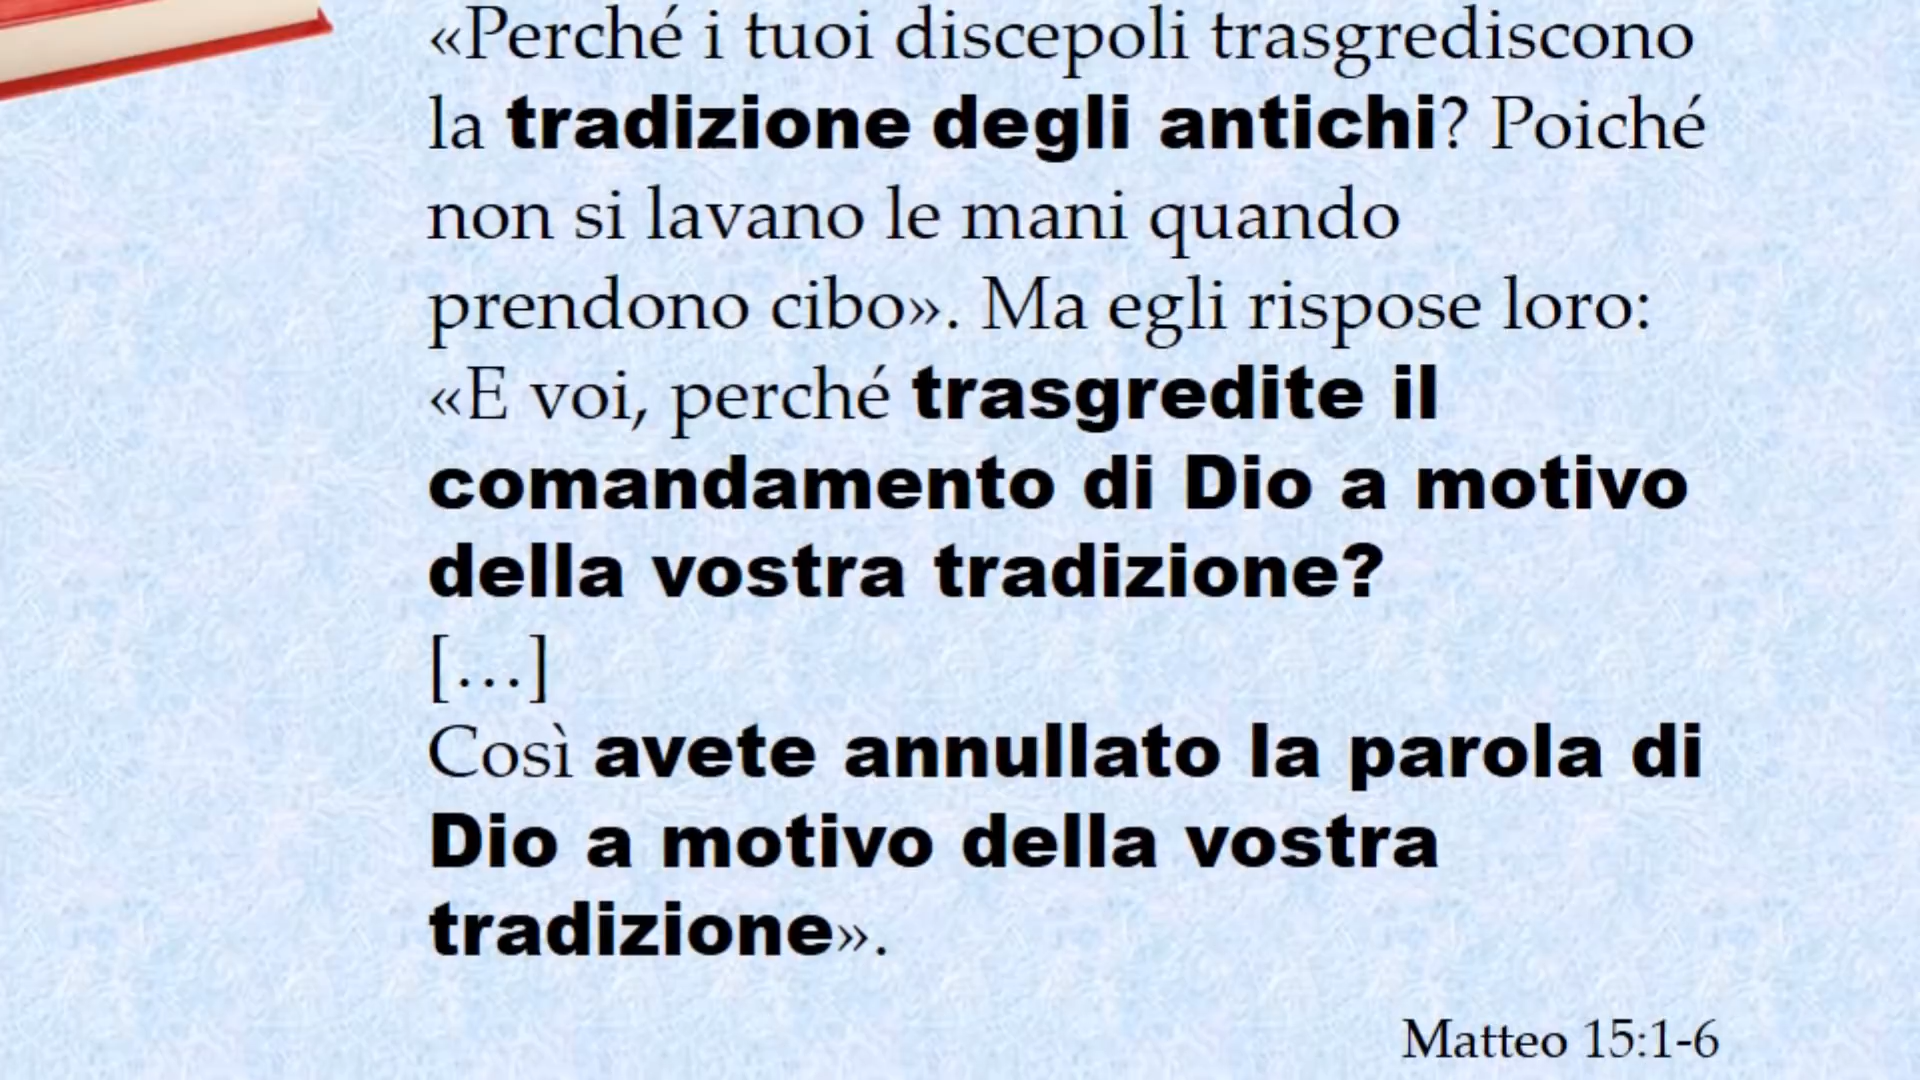 «Perché i tuoi discepoli trasgrediscono
la tradizione degli antichi? Poiché
non si lavano le mani quando
prendono cibo». Ma egli rispose loro:
«E voi, perché trasgredite il
comandamento di Dio a motivo
della vostra tradizione?
[…]
Così avete annullato la parola di
Dio a motivo della vostra
tradizione».
Matteo 15:1-6